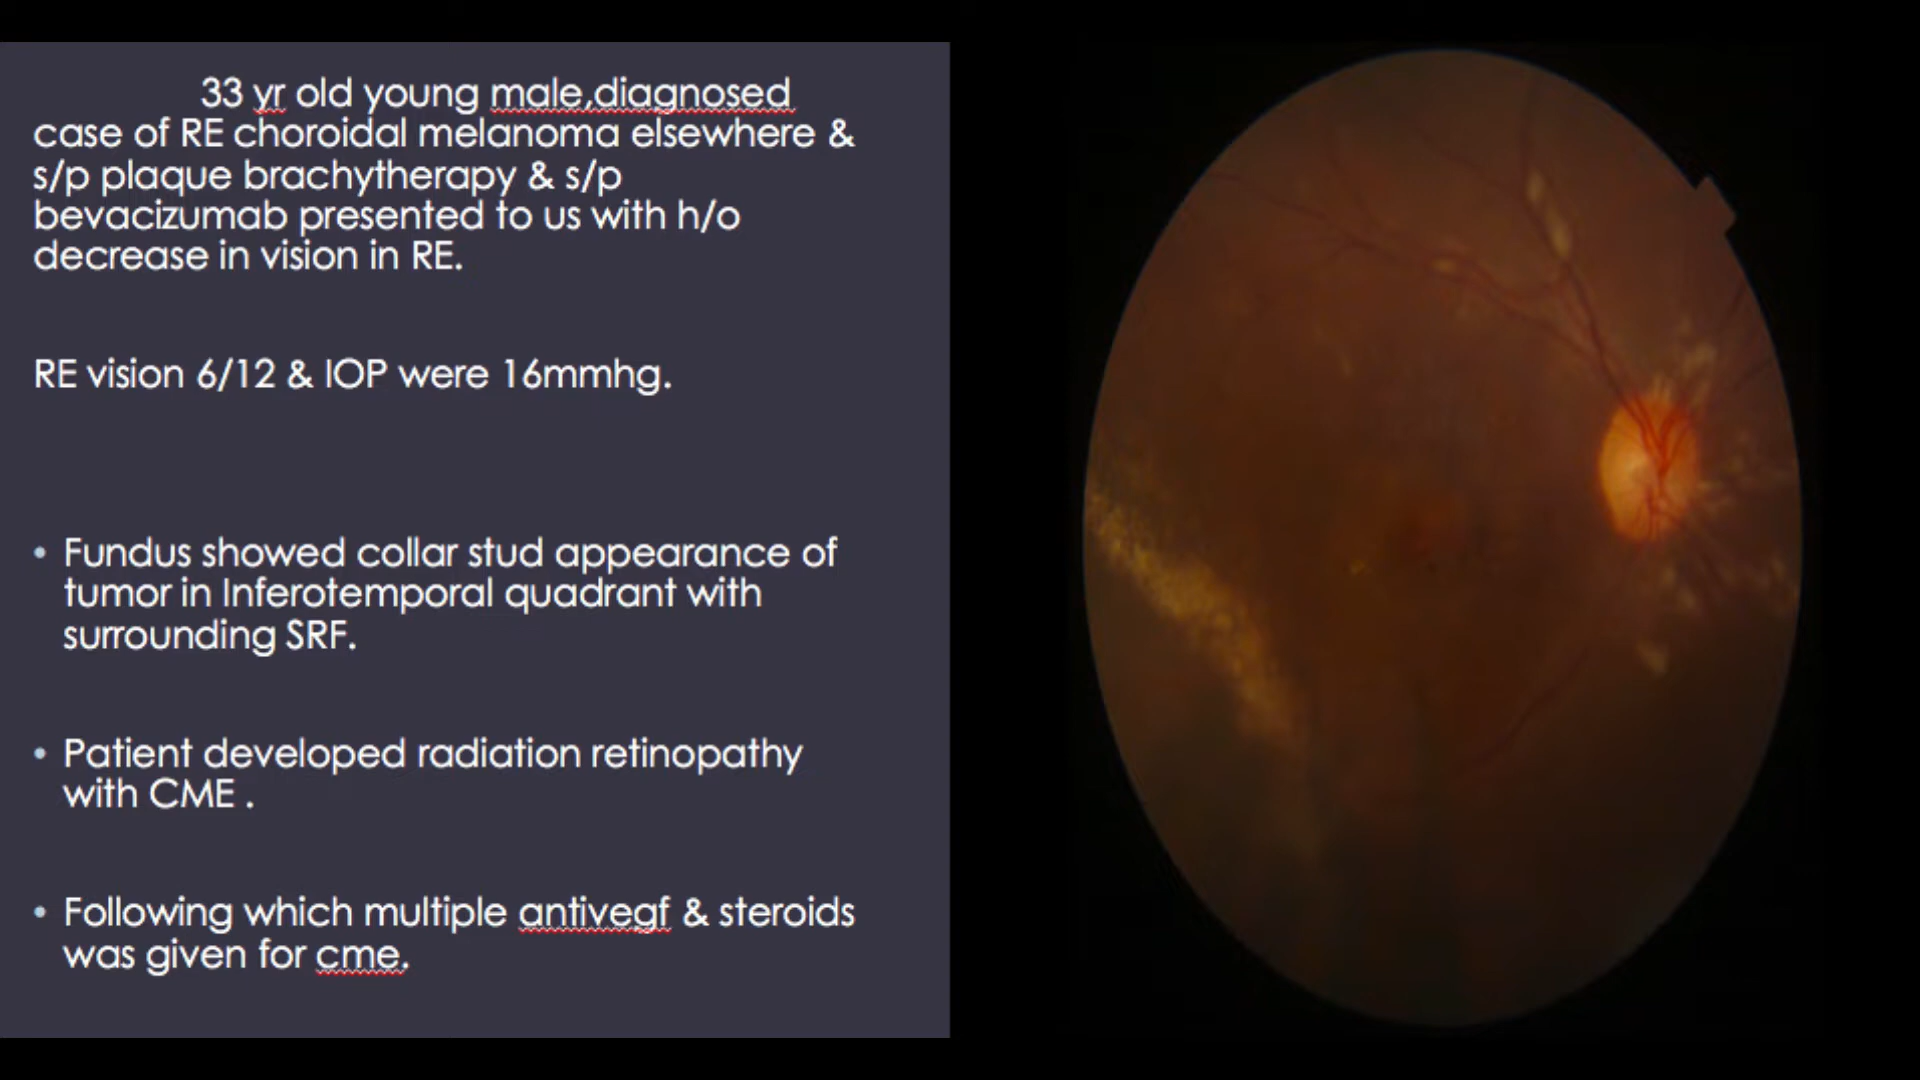 33 yr old young male,diagnosed
case of RE choroidal melanoma elsewhere &
s/p plaque brachytherapy & s/p
bevacizumab presented to us with h/o
decrease in vision in RE.
RE vision 6/12 & IOP were 16mmhg.
• Fundus showed collar stud appearance of
tumor in Inferotemporal quadrant with
surrounding SRF.
• Patient developed radiation retinopathy
with CME .
• Following which multiple antivegf & steroids
was given for cme.